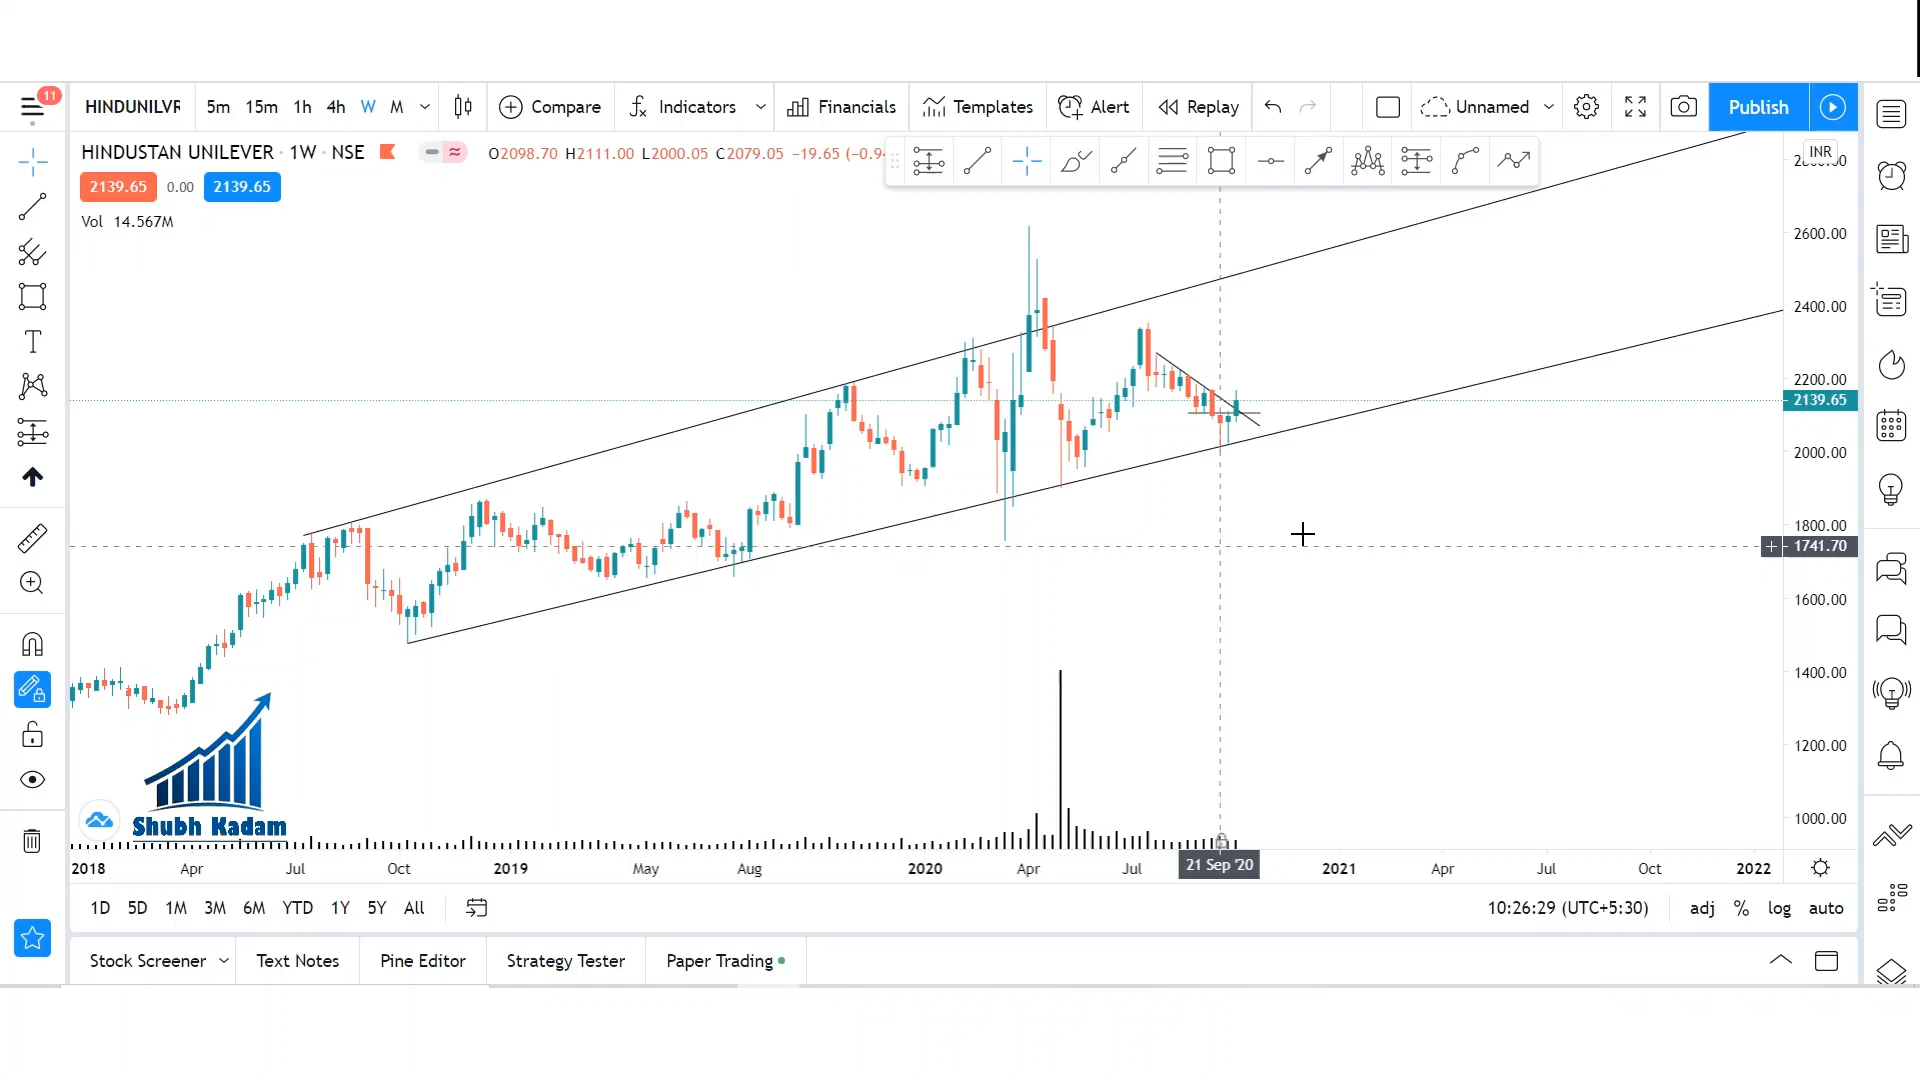 11
HINDUNILVR 5m 15m 1h 4h W M Compare Indicators Financials Templates Alert Replay Unnamed Publish
HINDUSTAN UNILEVER · 1W · NSE O2098.70 H2111.00 L2000.05 C2079.05 −19.65
INR
2139.65 0.00 2139.65
Vol 14.567M
2600.00
2400.00
2200.00
2139.65
2000.00
1800.00
1741.70
1600.00
1400.00
1200.00
1000.00
Shubh Kadam
2018 Apr Jul Oct 2019 May Aug 2020 Apr Jul 21 Sep '20 2021 Apr Jul Oct 2022
1D 5D 1M 3M 6M YTD 1Y 5Y All 10:26:29 (UTC+5:30) adj % log auto
Stock Screener Text Notes Pine Editor Strategy Tester Paper Trading